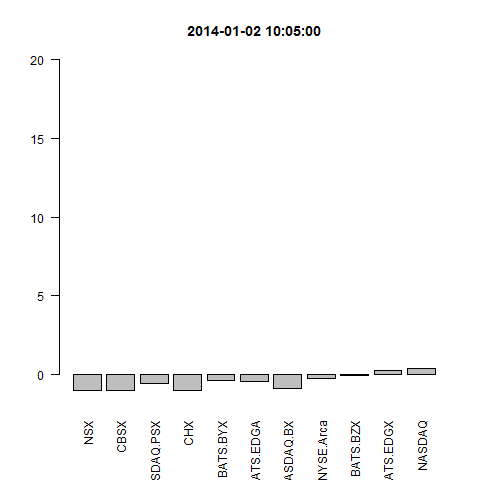 2014-01-02 10:05:00
20
15
10
5
0
NSX
CBSX
SDAQ.PSX
CHX
BATS.BYX
ATS.EDGA
ASDAQ.BX
NYSE.Arca
BATS.BZX
ATS.EDGX
NASDAQ